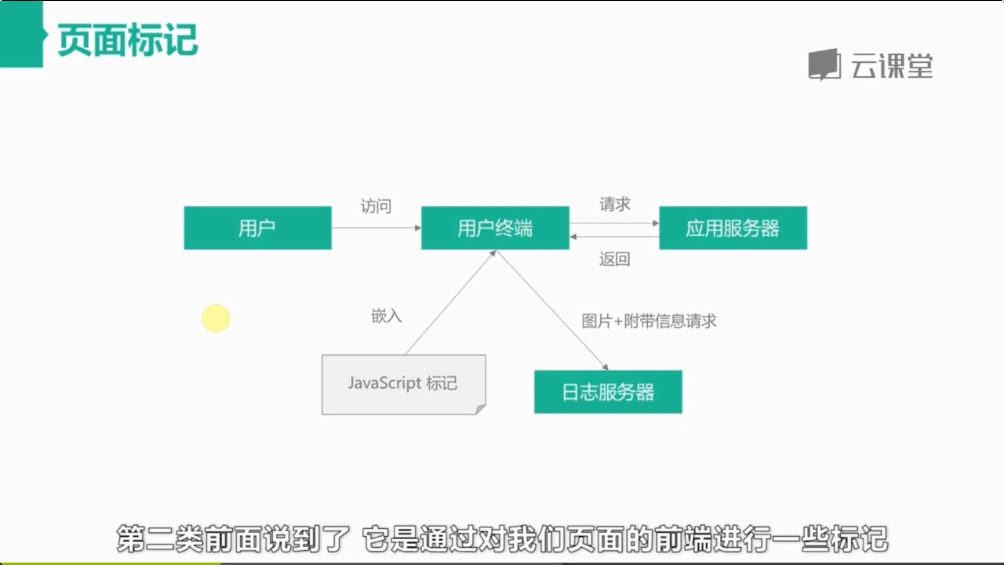 页面标记
云课堂
访问
请求
用户
用户终端
应用服务器
返回
嵌入
图片+附带信息请求
JavaScript 标记
日志服务器
第二类前面说到了 它是通过对我们页面的前端进行一些标记